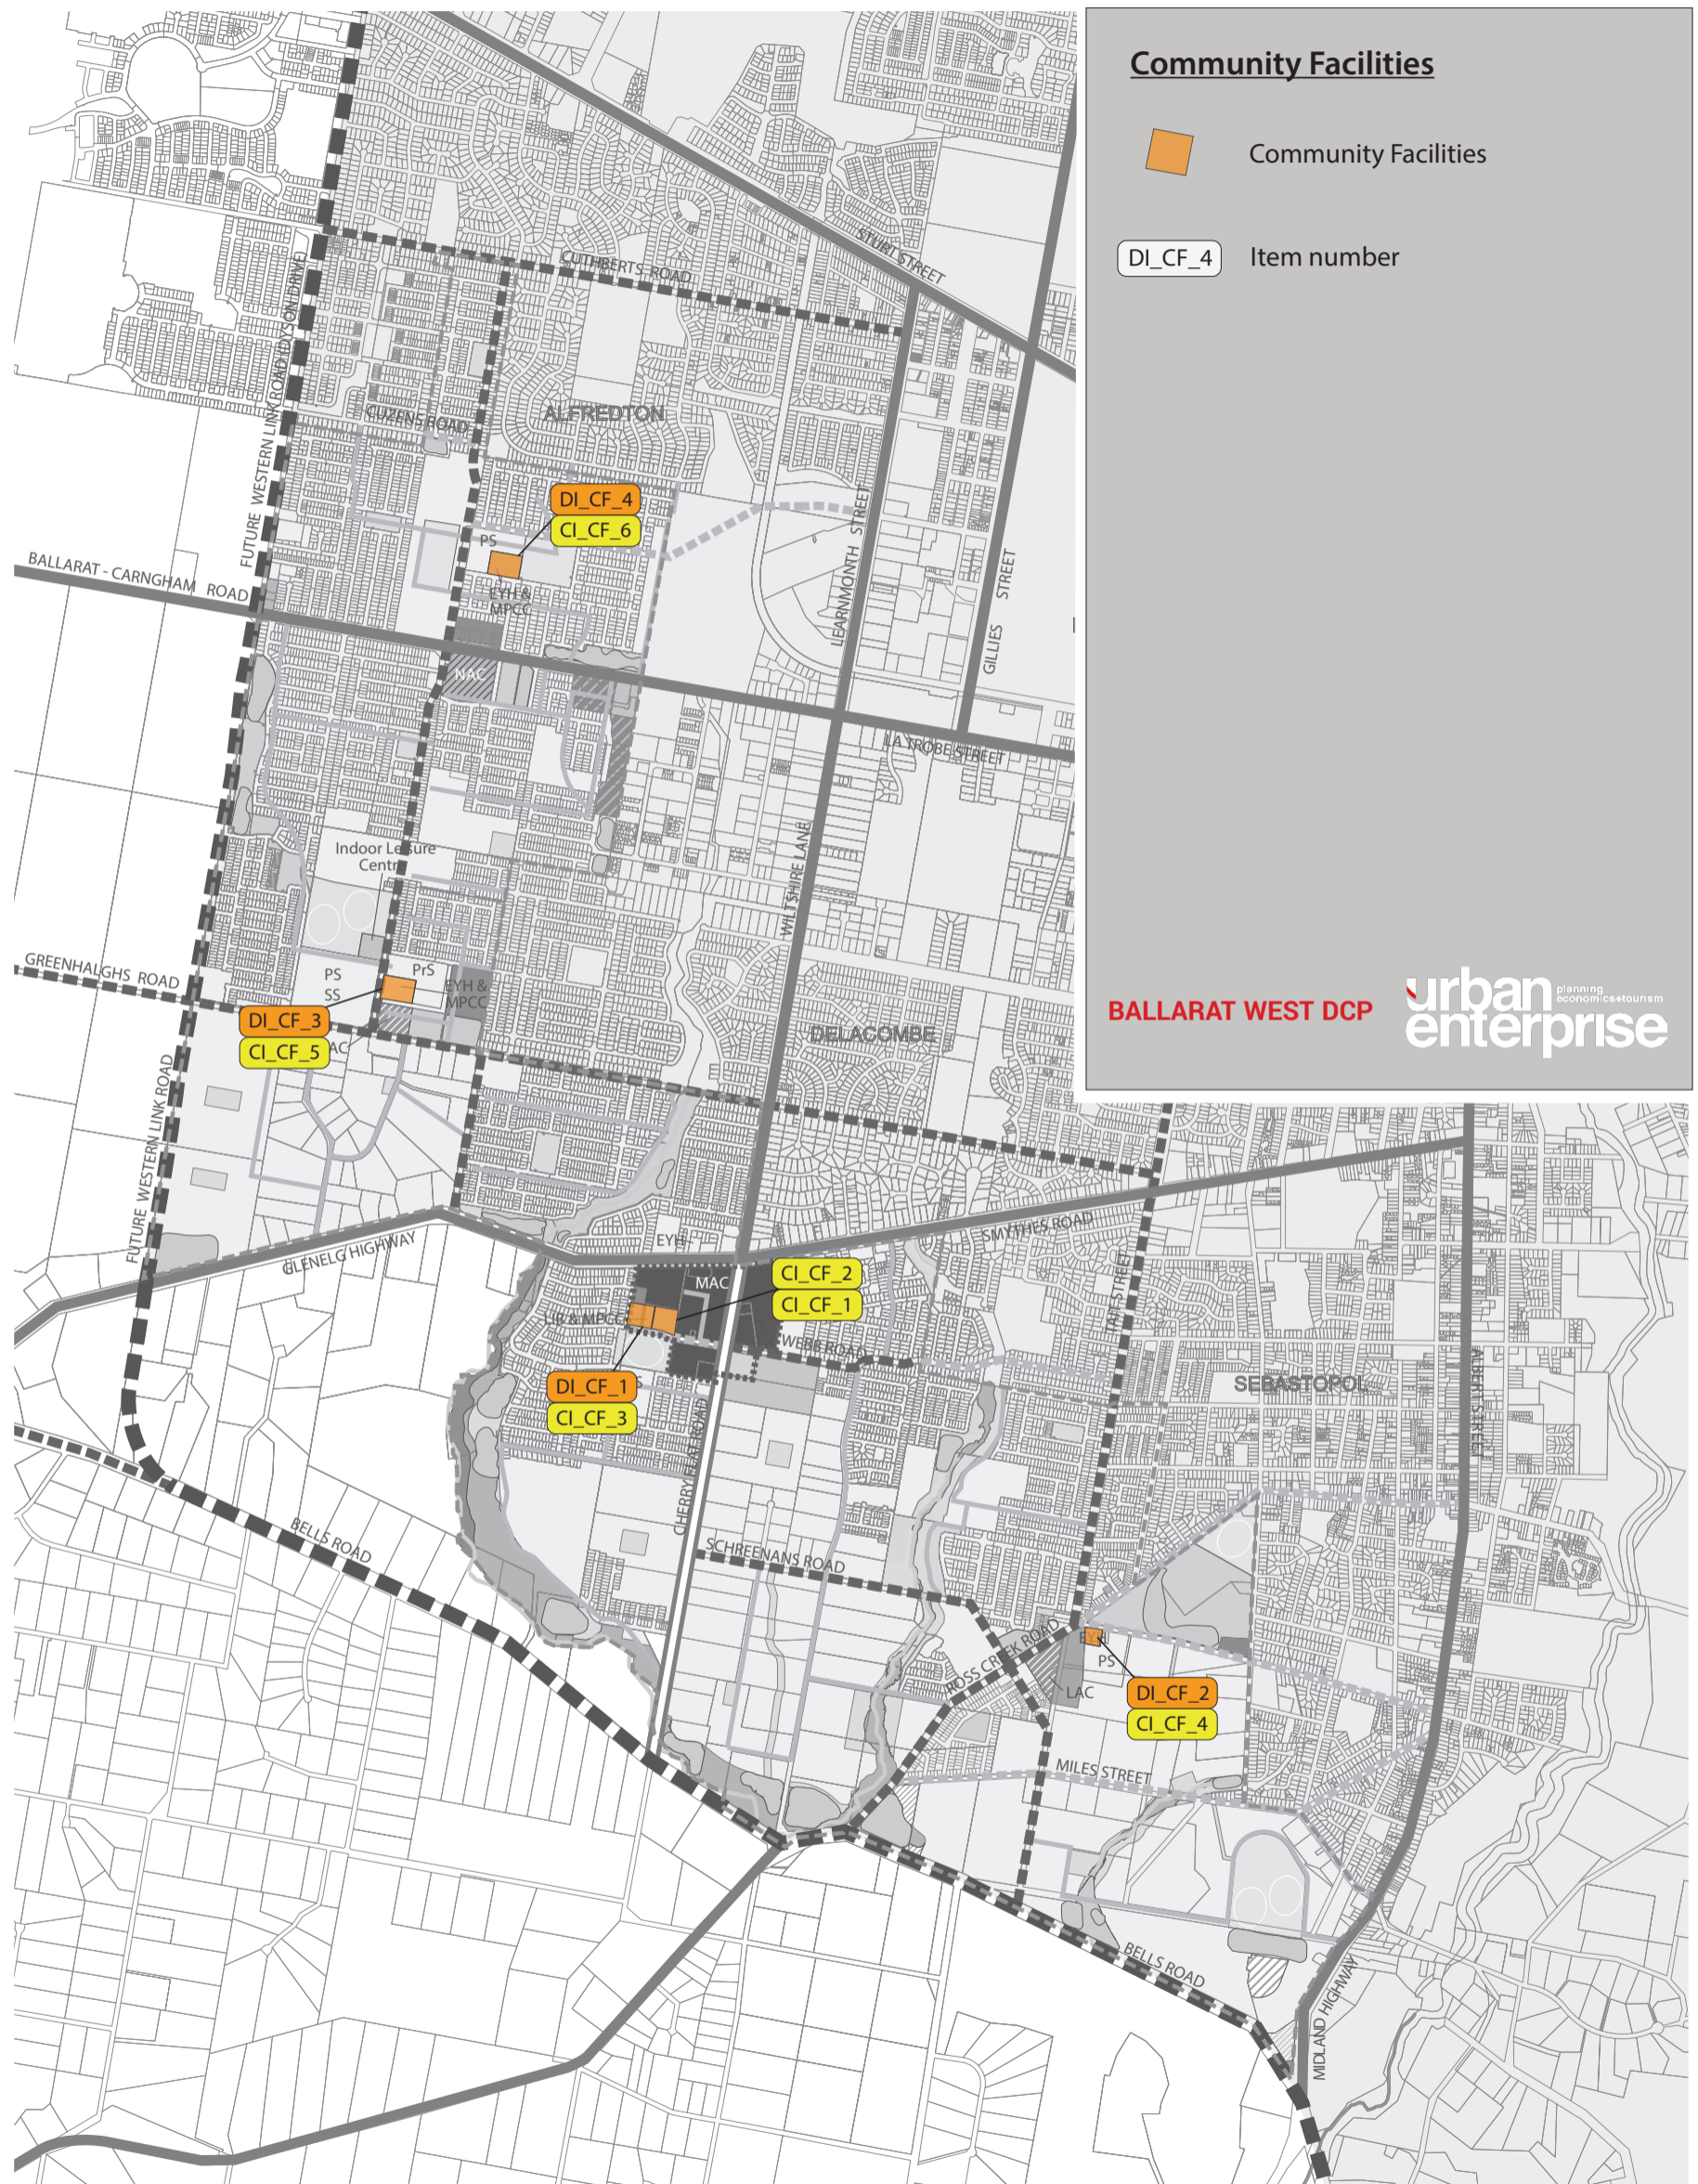 Community Facilities
Community Facilities
DI_CF_4
Item number
BALLARAT WEST DCP
urban
enterprise
planning
economics+tourism
STURT STREET
CUTHBERTS ROAD
FUTURE WESTERN LINK ROAD (DYSON DRIVE)
CUZENS ROAD
ALFREDTON
DI_CF_4
CI_CF_6
PS
EYH &
MPCC
LEARNMONTH STREET
GILLIES STREET
BALLARAT - CARNGHAM ROAD
NAC
LA TROBE STREET
WILTSHIRE LANE
Indoor Leisure
Centre
GREENHALGHS ROAD
PS
SS
PrS
EYH &
MPCC
DI_CF_3
CI_CF_5
DELACOMBE
FUTURE WESTERN LINK ROAD
GLENELG HIGHWAY
SMYTHES ROAD
EYH
MAC
CI_CF_2
CI_CF_1
LIB & MPCC
WEBB ROAD
TAIT STREET
DI_CF_1
CI_CF_3
SEBASTOPOL
ALBERT STREET
BELLS ROAD
SCHREENANS ROAD
ROSS CREEK ROAD
EYH
PS
LAC
DI_CF_2
CI_CF_4
MILES STREET
BELLS ROAD
MIDLAND HIGHWAY